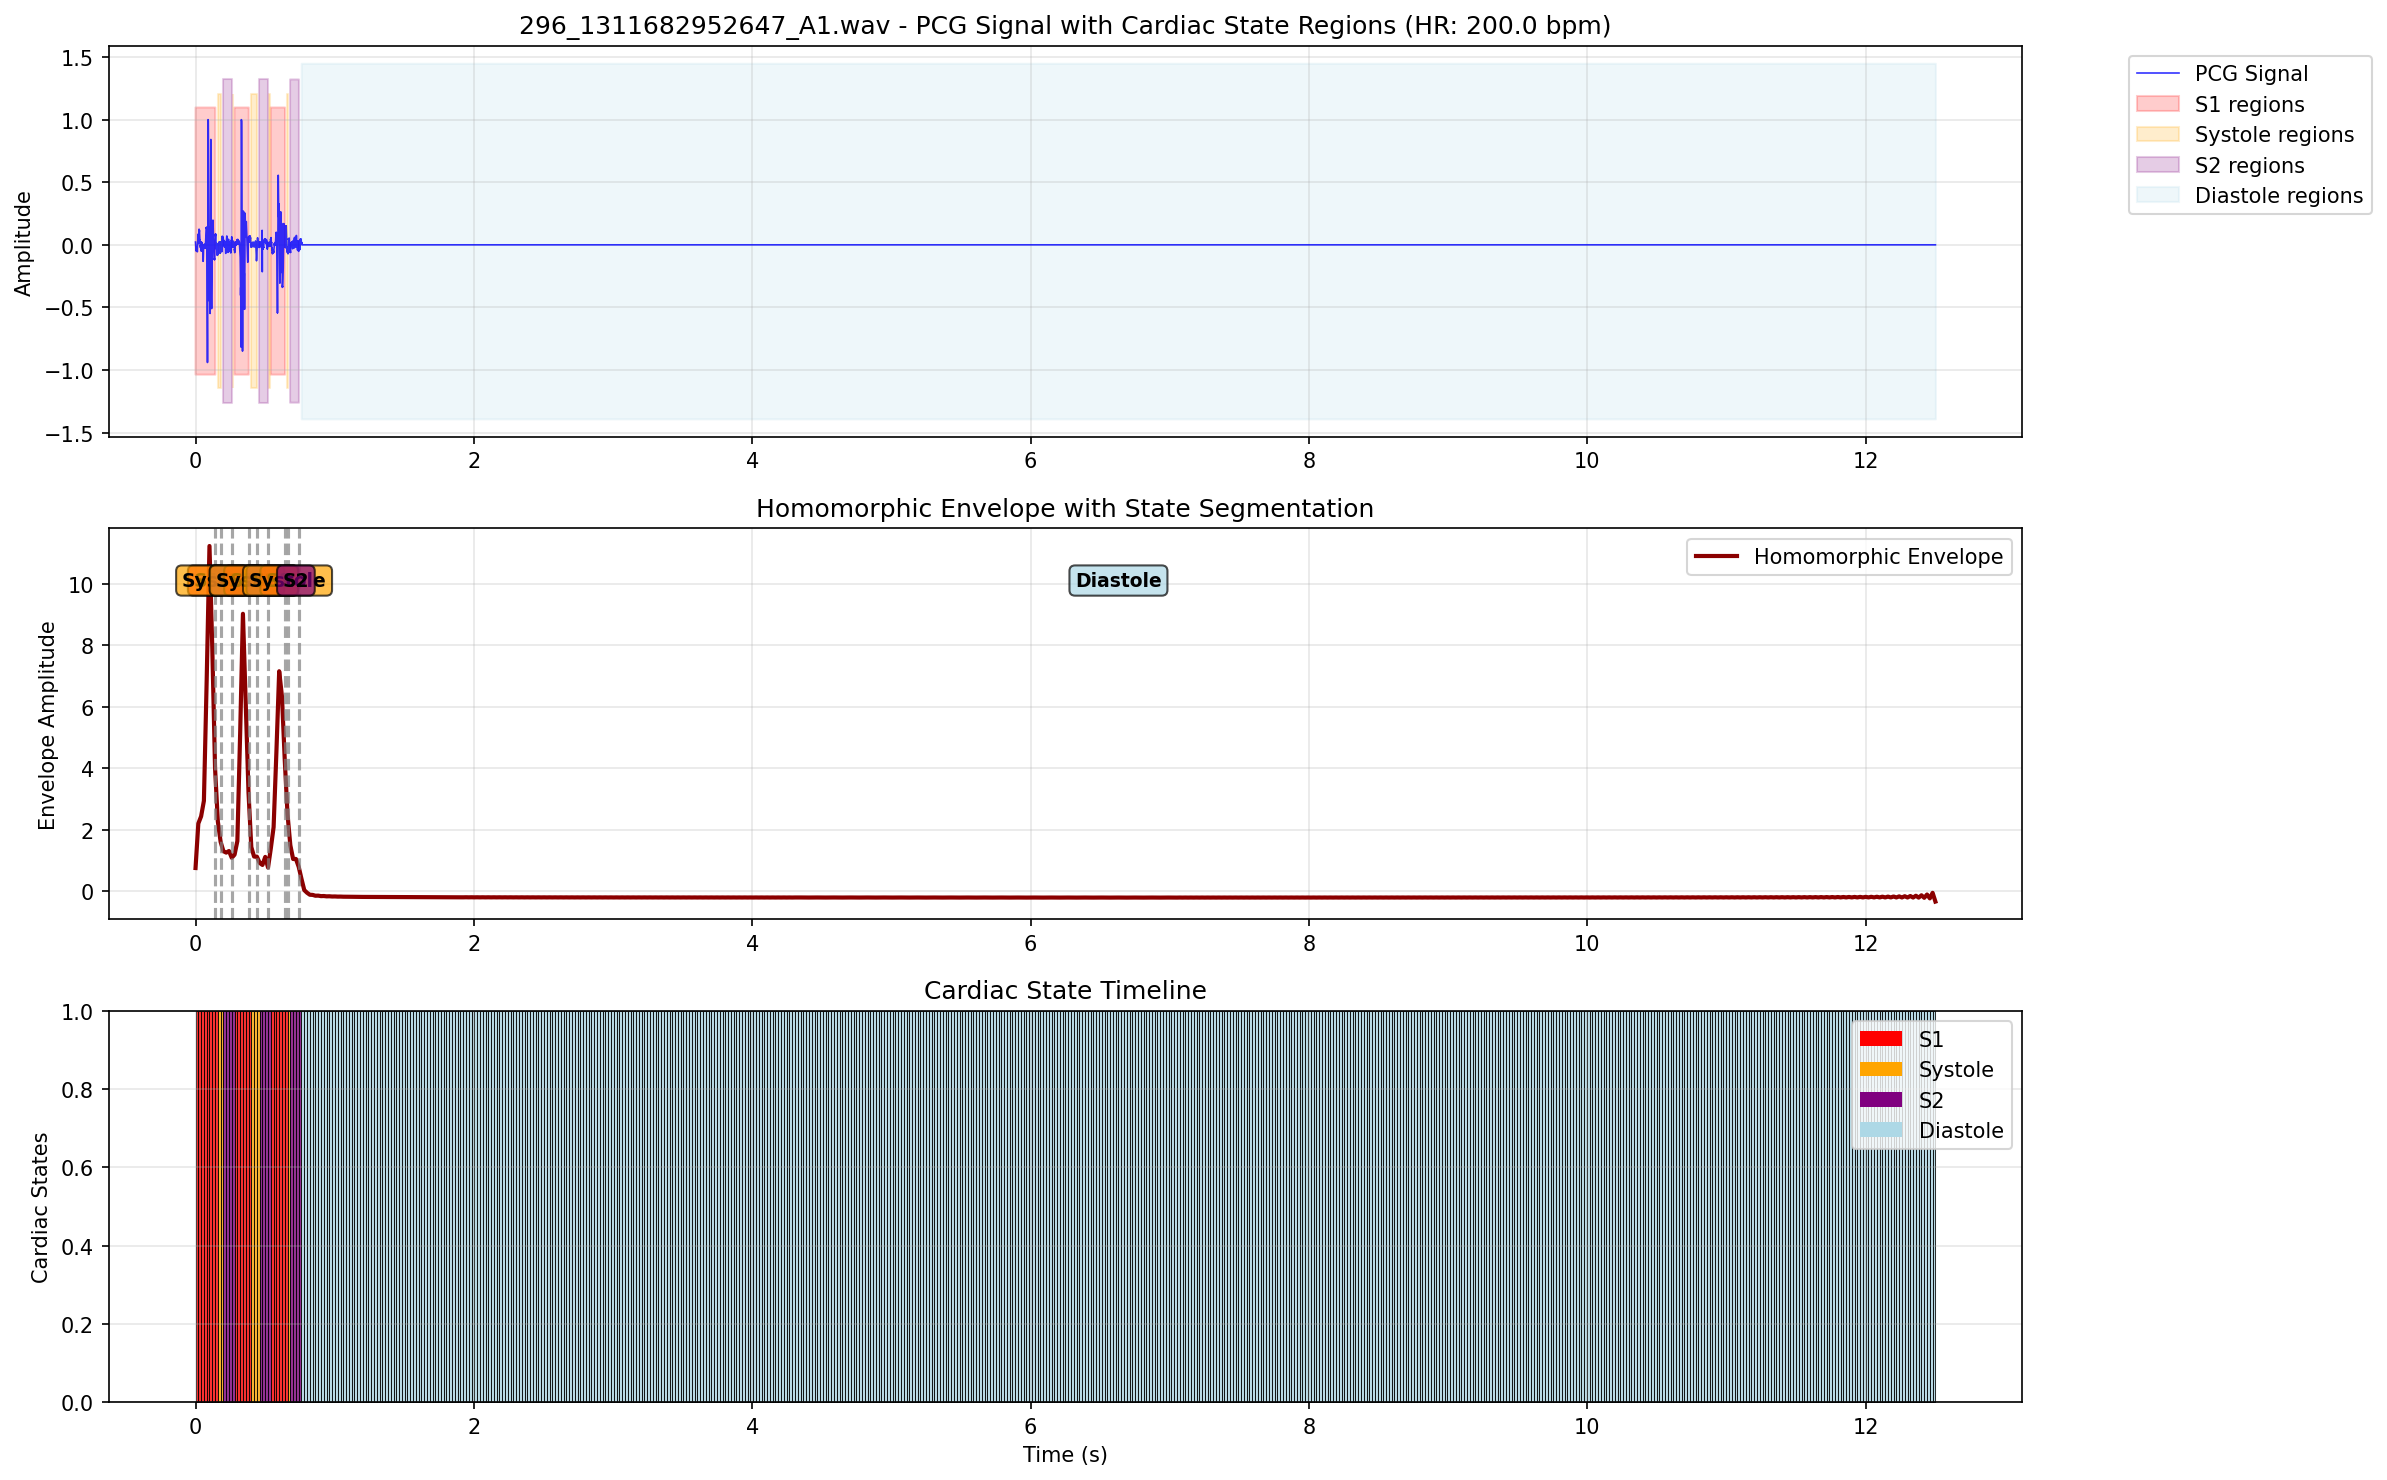 296_1311682952647_A1.wav - PCG Signal with Cardiac State Regions (HR: 200.0 bpm)
1.5
1.0
0.5
0.0
−0.5
−1.0
−1.5
Amplitude
0 2 4 6 8 10 12
PCG Signal
S1 regions
Systole regions
S2 regions
Diastole regions
Homomorphic Envelope with State Segmentation
10
8
6
4
2
0
Envelope Amplitude
Sys Sy Sys S2 le
Diastole
Homomorphic Envelope
0 2 4 6 8 10 12
Cardiac State Timeline
1.0
0.8
0.6
0.4
0.2
0.0
Cardiac States
S1
Systole
S2
Diastole
0 2 4 6 8 10 12
Time (s)